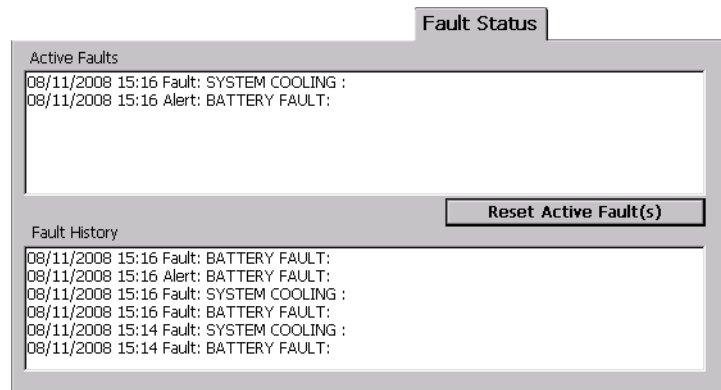 Fault Status
Active Faults
08/11/2008 15:16 Fault: SYSTEM COOLING :
08/11/2008 15:16 Alert: BATTERY FAULT:
Reset Active Fault(s)
Fault History
08/11/2008 15:16 Fault: BATTERY FAULT:
08/11/2008 15:16 Alert: BATTERY FAULT:
08/11/2008 15:16 Fault: SYSTEM COOLING :
08/11/2008 15:16 Fault: BATTERY FAULT:
08/11/2008 15:14 Fault: SYSTEM COOLING :
08/11/2008 15:14 Fault: BATTERY FAULT: